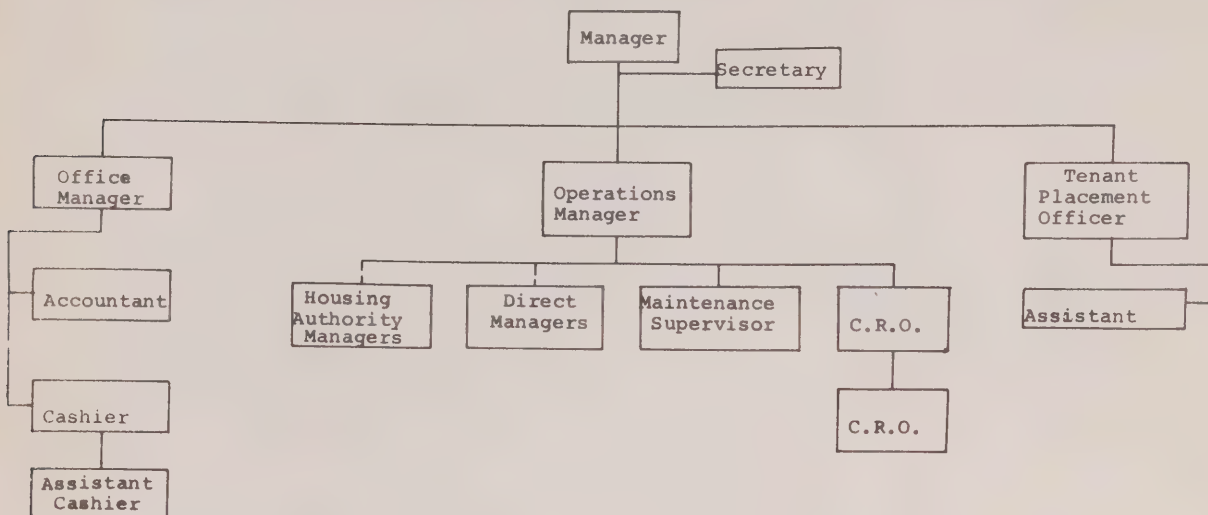 Manager
Secretary
Office
Manager
Operations
Manager
Tenant
Placement
Officer
Accountant
Housing
Authority
Managers
Direct
Managers
Maintenance
Supervisor
C.R.O.
Assistant
Cashier
C.R.O.
Assistant
Cashier